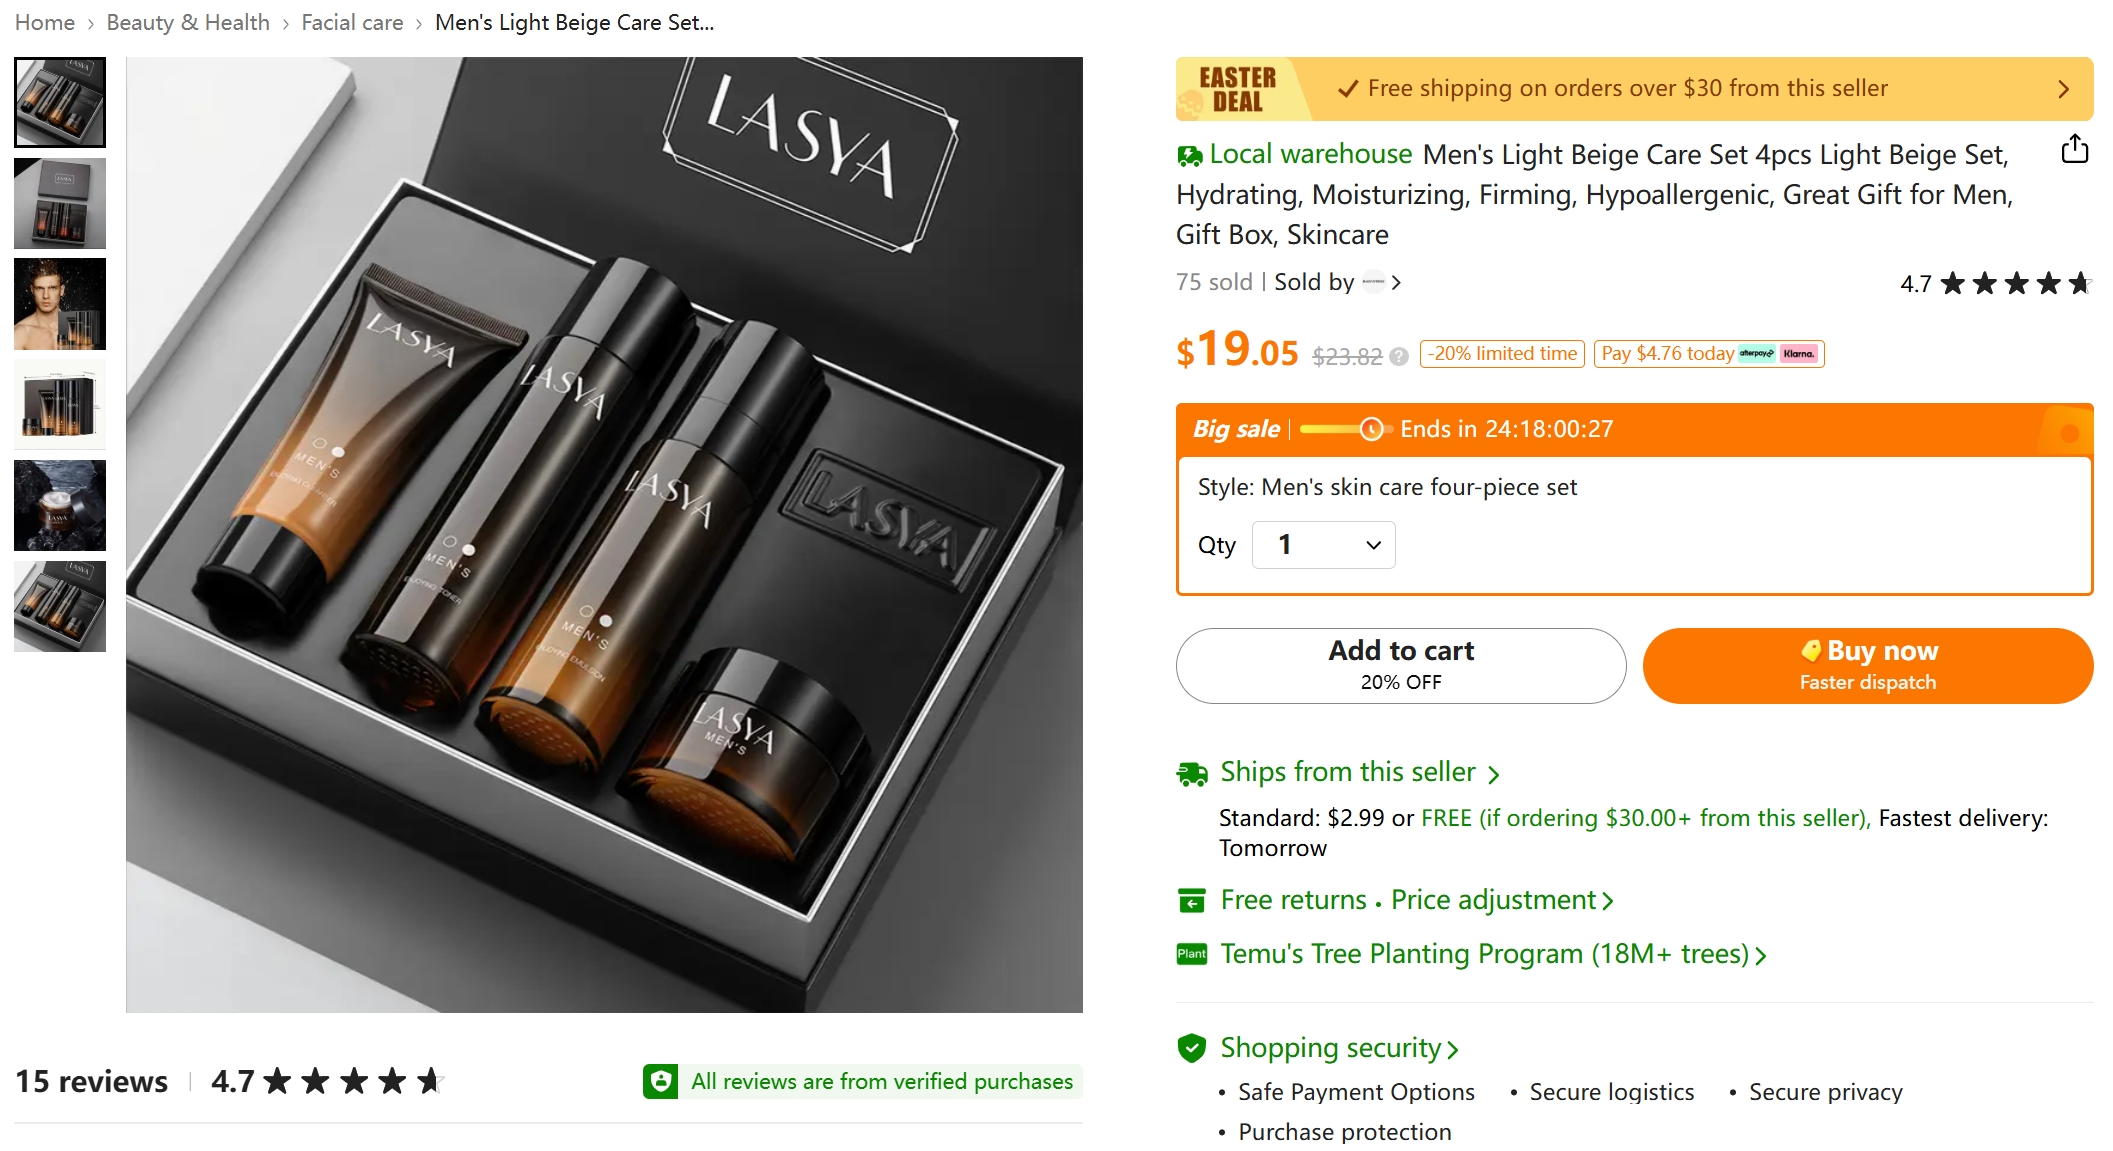 Home › Beauty & Health › Facial care › Men's Light Beige Care Set...
LASYA
LASYA
MEN'S
LASYA
MEN'S
ENJOYING TONER
LASYA
MEN'S
ENJOYING EMULSION
LASYA
MEN'S
LASYA
15 reviews
4.7
All reviews are from verified purchases
EASTER
DEAL
Free shipping on orders over $30 from this seller
Local warehouse Men's Light Beige Care Set 4pcs Light Beige Set,
Hydrating, Moisturizing, Firming, Hypoallergenic, Great Gift for Men,
Gift Box, Skincare
75 sold | Sold by
4.7
$19.05 $23.82 ? -20% limited time Pay $4.76 today afterpay Klarna.
Big sale | Ends in 24:18:00:27
Style: Men's skin care four-piece set
Qty 1
Add to cart
20% OFF
Buy now
Faster dispatch
Ships from this seller
Standard: $2.99 or FREE (if ordering $30.00+ from this seller), Fastest delivery:
Tomorrow
Free returns · Price adjustment
Plant Temu's Tree Planting Program (18M+ trees)
Shopping security
• Safe Payment Options • Secure logistics • Secure privacy
• Purchase protection